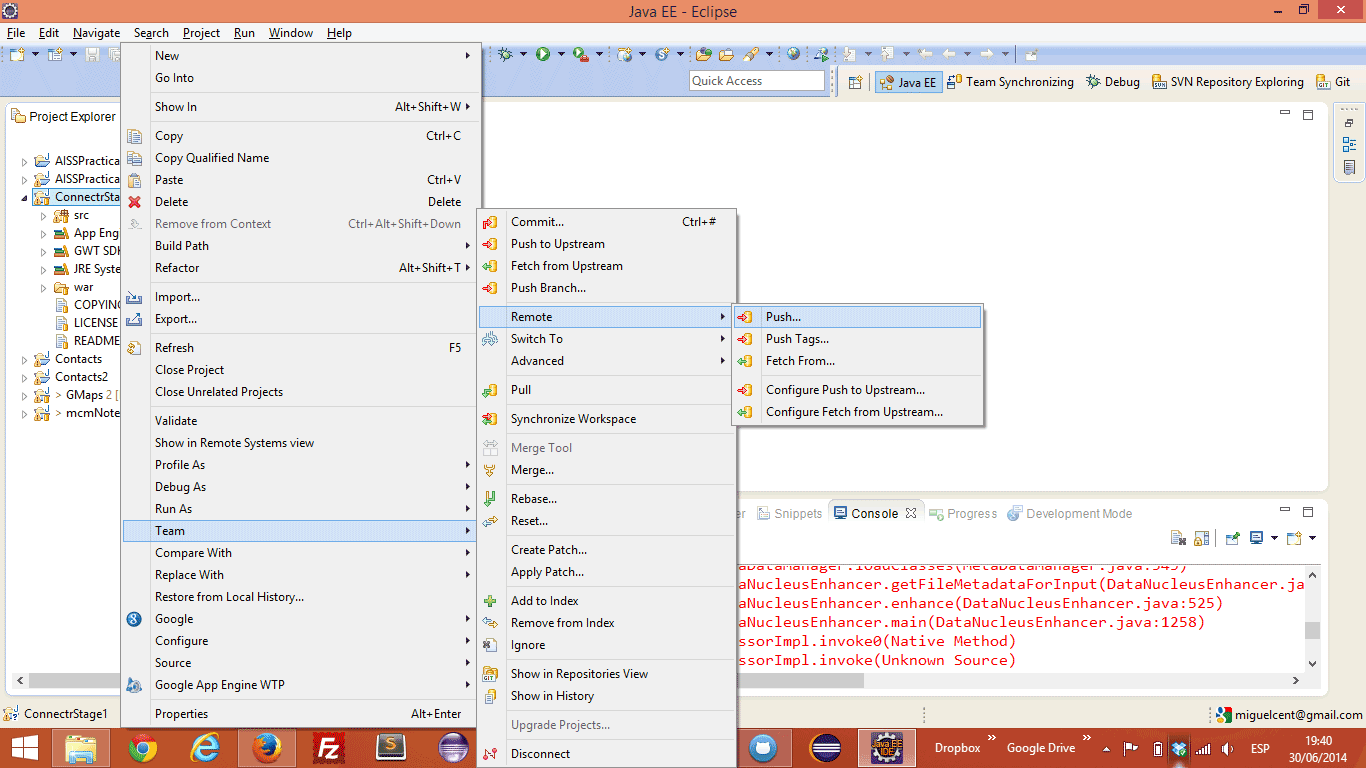 Java EE - Eclipse
File Edit Navigate Search Project Run Window Help
Quick Access
Java EE
Team Synchronizing
Debug
SVN Repository Exploring
Git
Project Explorer
AISSPractica
AISSPractica
ConnectrSta
src
App Eng
GWT SDK
JRE Syste
war
COPYING
LICENSE
README
Contacts
Contacts2
> GMaps 2 [
> mcmNote
New
Go Into
Show In Alt+Shift+W
Copy Ctrl+C
Copy Qualified Name
Paste Ctrl+V
Delete Delete
Remove from Context Ctrl+Alt+Shift+Down
Build Path
Refactor Alt+Shift+T
Import...
Export...
Refresh F5
Close Project
Close Unrelated Projects
Validate
Show in Remote Systems view
Profile As
Debug As
Run As
Team
Compare With
Replace With
Restore from Local History...
Google
Configure
Source
Google App Engine WTP
Properties Alt+Enter
Commit... Ctrl+#
Push to Upstream
Fetch from Upstream
Push Branch...
Remote
Switch To
Advanced
Pull
Synchronize Workspace
Merge Tool
Merge...
Rebase...
Reset...
Create Patch...
Apply Patch...
Add to Index
Remove from Index
Ignore
Show in Repositories View
Show in History
Upgrade Projects...
Disconnect
Push...
Push Tags...
Fetch From...
Configure Push to Upstream...
Configure Fetch from Upstream...
er
Snippets
Console
Progress
Development Mode
aDataManager.loadClasses(MetaDataManager.java:545)
aNucleusEnhancer.getFileMetadataForInput(DataNucleusEnhancer.ja
aNucleusEnhancer.enhance(DataNucleusEnhancer.java:525)
aNucleusEnhancer.main(DataNucleusEnhancer.java:1258)
ssorImpl.invoke0(Native Method)
ssorImpl.invoke(Unknown Source)
ConnectrStage1
miguelcent@gmail.com
Dropbox
Google Drive
ESP
19:40
30/06/2014
Java EE
IDE
GIT